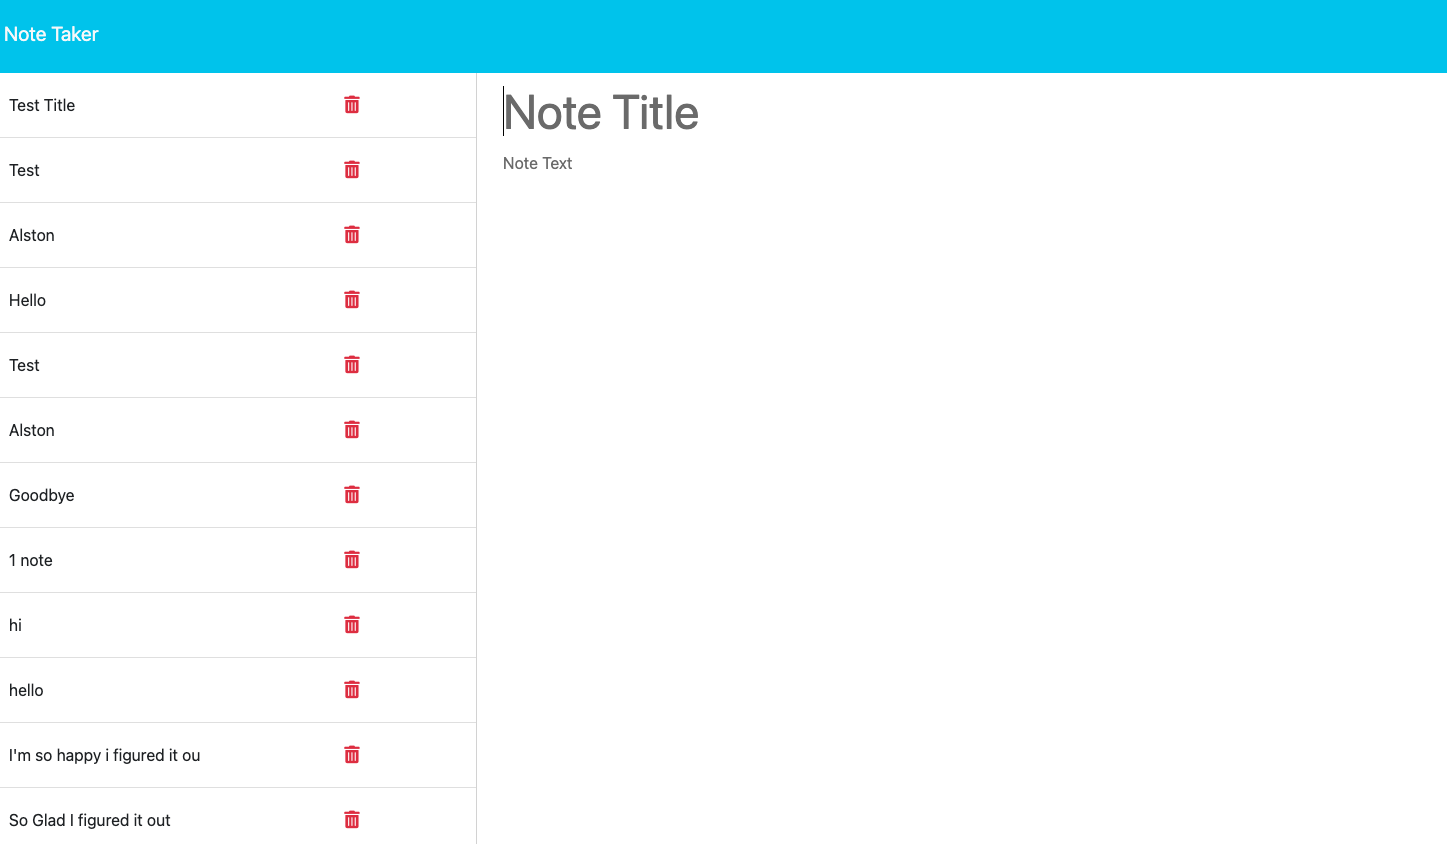 Note Taker
Test Title
Test
Alston
Hello
Test
Alston
Goodbye
1 note
hi
hello
I'm so happy i figured it ou
So Glad I figured it out
Note Title
Note Text